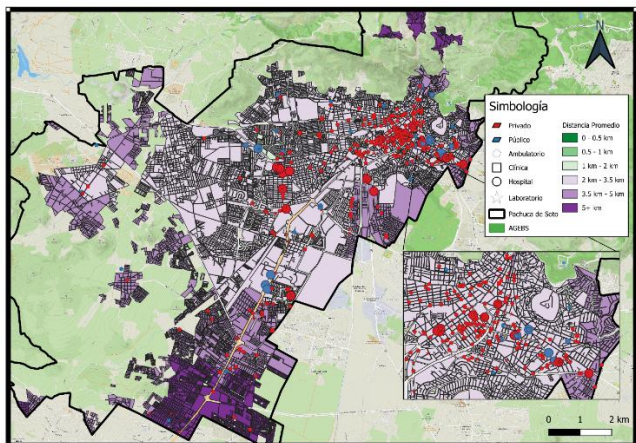 N
Simbología
Privado
Público
Ambulatorio
Clínica
Hospital
Laboratorio
Pachuca de Soto
AGEBS
Distancia Promedio
0 - 0.5 km
0.5 - 1 km
1 km - 2 km
2 km - 3.5 km
3.5 km - 5 km
5+ km
0 1 2 km